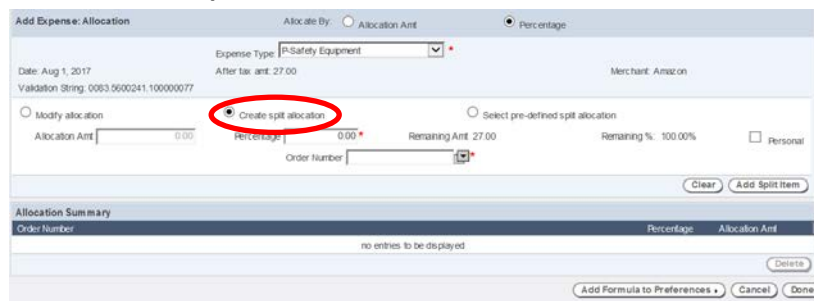 Add Expense: Allocation Allocate By: Allocation Amt Percentage
Expense Type P-Safety Equipment *
Date: Aug 1, 2017 After tax amt: 27.00 Merchant: Amazon
Validation String: 0083.5600241.100000077
Modify allocation Create split allocation Select pre-defined split allocation
Allocation Amt 0.00 Percentage 0.00 * Remaining Amt 27.00 Remaining %: 100.00% Personal
Order Number *
Clear Add Split Item
Allocation Summary
Order Number Percentage Allocation Amt
no entries to be displayed
Delete
Add Formula to Preferences Cancel Done